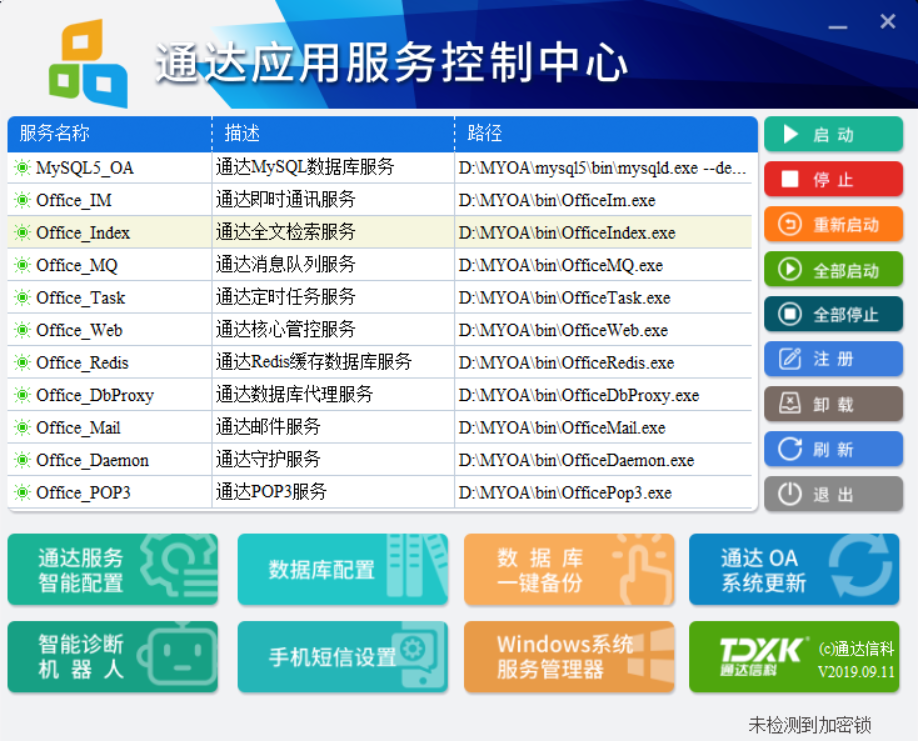 通达应用服务控制中心
服务名称 描述 路径
MySQL5_OA 通达MySQL数据库服务 D:\MYOA\mysql5\bin\mysqld.exe --de...
Office_IM 通达即时通讯服务 D:\MYOA\bin\OfficeIm.exe
Office_Index 通达全文检索服务 D:\MYOA\bin\OfficeIndex.exe
Office_MQ 通达消息队列服务 D:\MYOA\bin\OfficeMQ.exe
Office_Task 通达定时任务服务 D:\MYOA\bin\OfficeTask.exe
Office_Web 通达核心管控服务 D:\MYOA\bin\OfficeWeb.exe
Office_Redis 通达Redis缓存数据库服务 D:\MYOA\bin\OfficeRedis.exe
Office_DbProxy 通达数据库代理服务 D:\MYOA\bin\OfficeDbProxy.exe
Office_Mail 通达邮件服务 D:\MYOA\bin\OfficeMail.exe
Office_Daemon 通达守护服务 D:\MYOA\bin\OfficeDaemon.exe
Office_POP3 通达POP3服务 D:\MYOA\bin\OfficePop3.exe
启 动
停 止
重新启动
全部启动
全部停止
注 册
卸 载
刷 新
退 出
通达服务
智能配置
数据库配置
数 据 库
一键备份
通达 OA
系统更新
智能诊断
机 器 人
手机短信设置
Windows系统
服务管理器
TDXK
通达信科
(c)通达信科
V2019.09.11
未检测到加密锁